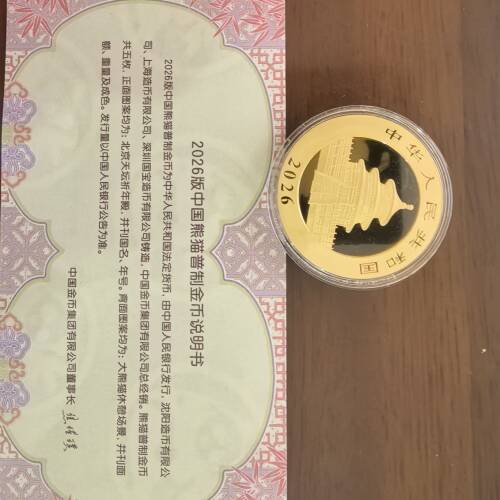 2026版中国熊猫普制金币说明书
2026版中国熊猫普制金币为中华人民共和国法定货币，由中国人民银行发行，沈阳造币有限公
司、上海造币有限公司、深圳国宝造币有限公司铸造，中国金币集团有限公司总经销。熊猫普制金币
共五枚，正面图案均为：北京天坛祈年殿，并刊国名、年号。背面图案均为：大熊猫休憩场景，并刊面
额、重量及成色。发行量以中国人民银行公告为准。
中国金币集团有限公司董事长
中华人民共和国
2026